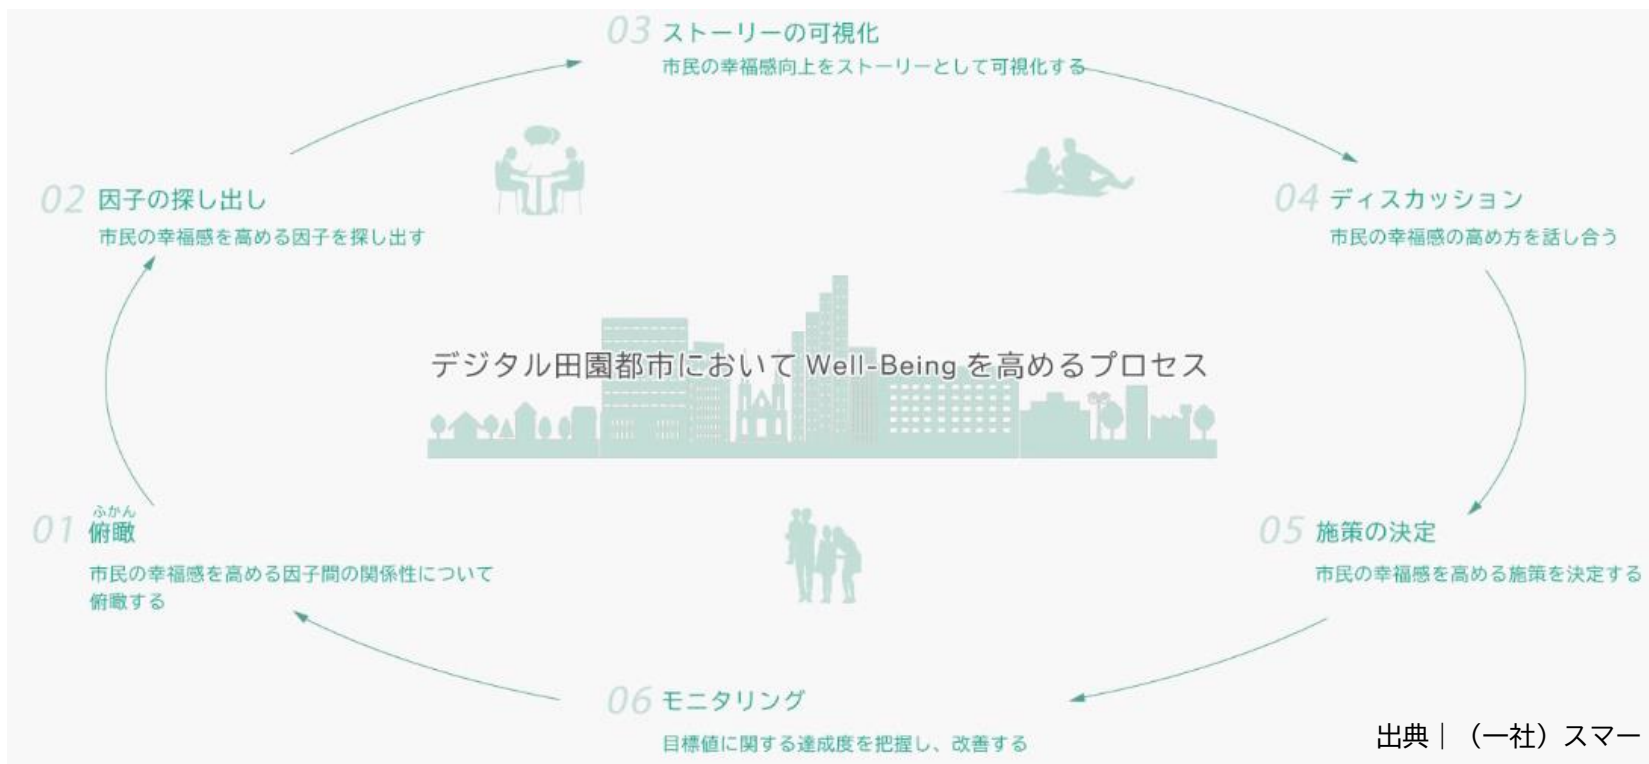 03 ストーリーの可視化
市民の幸福感向上をストーリーとして可視化する
02 因子の探し出し
市民の幸福感を高める因子を探し出す
04 ディスカッション
市民の幸福感の高め方を話し合う
デジタル田園都市において Well-Being を高めるプロセス
ふかん
01 俯瞰
市民の幸福感を高める因子間の関係性について
俯瞰する
05 施策の決定
市民の幸福感を高める施策を決定する
06 モニタリング
目標値に関する達成度を把握し、改善する
出典｜（一社）スマー